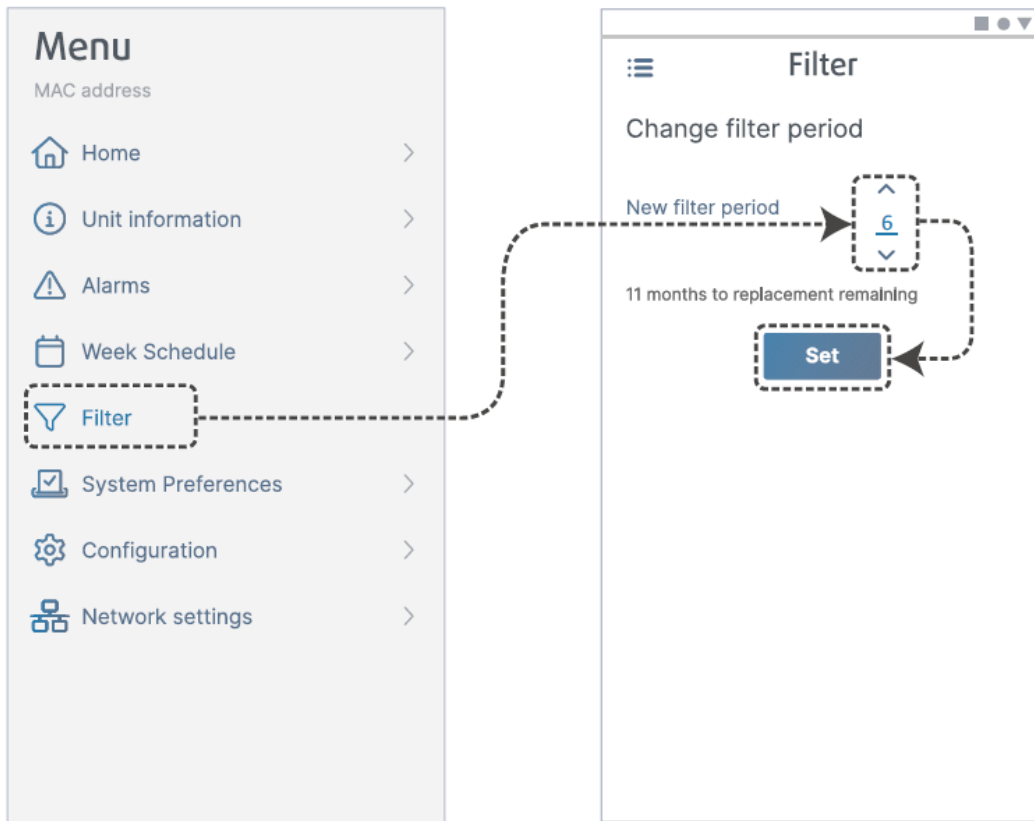 Menu
MAC address
Home
Unit information
Alarms
Week Schedule
Filter
System Preferences
Configuration
Network settings
Filter
Change filter period
New filter period
6
11 months to replacement remaining
Set